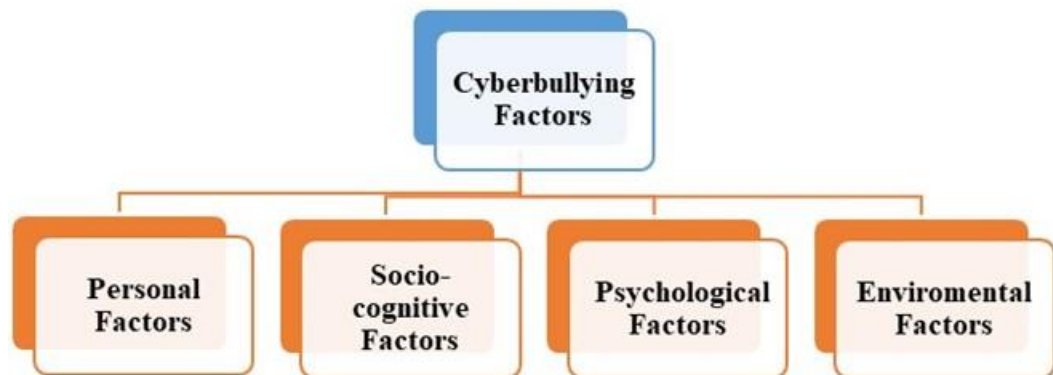 Cyberbullying
Factors
Personal
Factors
Socio-
cognitive
Factors
Psychological
Factors
Enviromental
Factors